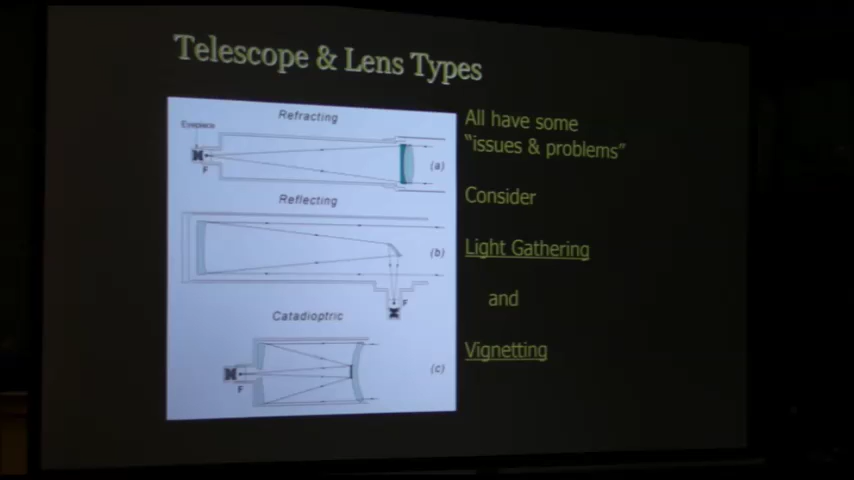 Telescope & Lens Types
Refracting
Eyepiece
F
(a)
Reflecting
(b)
F
Catadioptric
(c)
F
All have some
“issues & problems”
Consider
Light Gathering
and
Vignetting